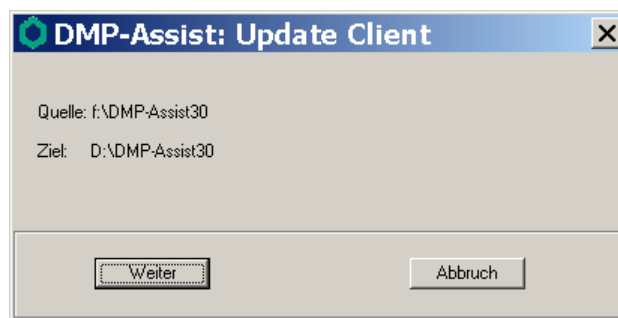 DMP-Assist: Update Client
Quelle: f:\DMP-Assist30
Ziel: D:\DMP-Assist30
Weiter
Abbruch